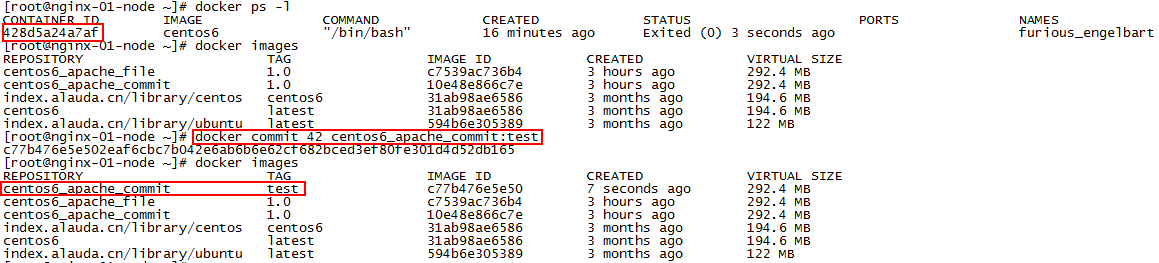 [root@nginx-01-node ~]# docker ps -l
CONTAINER ID        IMAGE               COMMAND             CREATED             STATUS                     PORTS               NAMES
428d5a24a7af        centos6             "/bin/bash"         16 minutes ago      Exited (0) 3 seconds ago                       furious_engelbart
[root@nginx-01-node ~]# docker images
REPOSITORY                      TAG                 IMAGE ID            CREATED             VIRTUAL SIZE
centos6_apache_file             1.0                 c7539ac736b4        3 hours ago         292.4 MB
centos6_apache_commit           1.0                 10e48e866c7e        3 hours ago         292.4 MB
index.alauda.cn/library/centos  centos6             31ab98ae6586        3 months ago        194.6 MB
centos6                         latest              31ab98ae6586        3 months ago        194.6 MB
index.alauda.cn/library/ubuntu  latest              594b6e305389        3 months ago        122 MB
[root@nginx-01-node ~]# docker commit 42 centos6_apache_commit:test
c77b476e5e502eaf6cbc7b042e6ab6b6e62cf682bced3ef80fe301d4d52db165
[root@nginx-01-node ~]# docker images
REPOSITORY                      TAG                 IMAGE ID            CREATED             VIRTUAL SIZE
centos6_apache_commit           test                c77b476e5e50        7 seconds ago       292.4 MB
centos6_apache_file             1.0                 c7539ac736b4        3 hours ago         292.4 MB
centos6_apache_commit           1.0                 10e48e866c7e        3 hours ago         292.4 MB
index.alauda.cn/library/centos  centos6             31ab98ae6586        3 months ago        194.6 MB
centos6                         latest              31ab98ae6586        3 months ago        194.6 MB
index.alauda.cn/library/ubuntu  latest              594b6e305389        3 months ago        122 MB